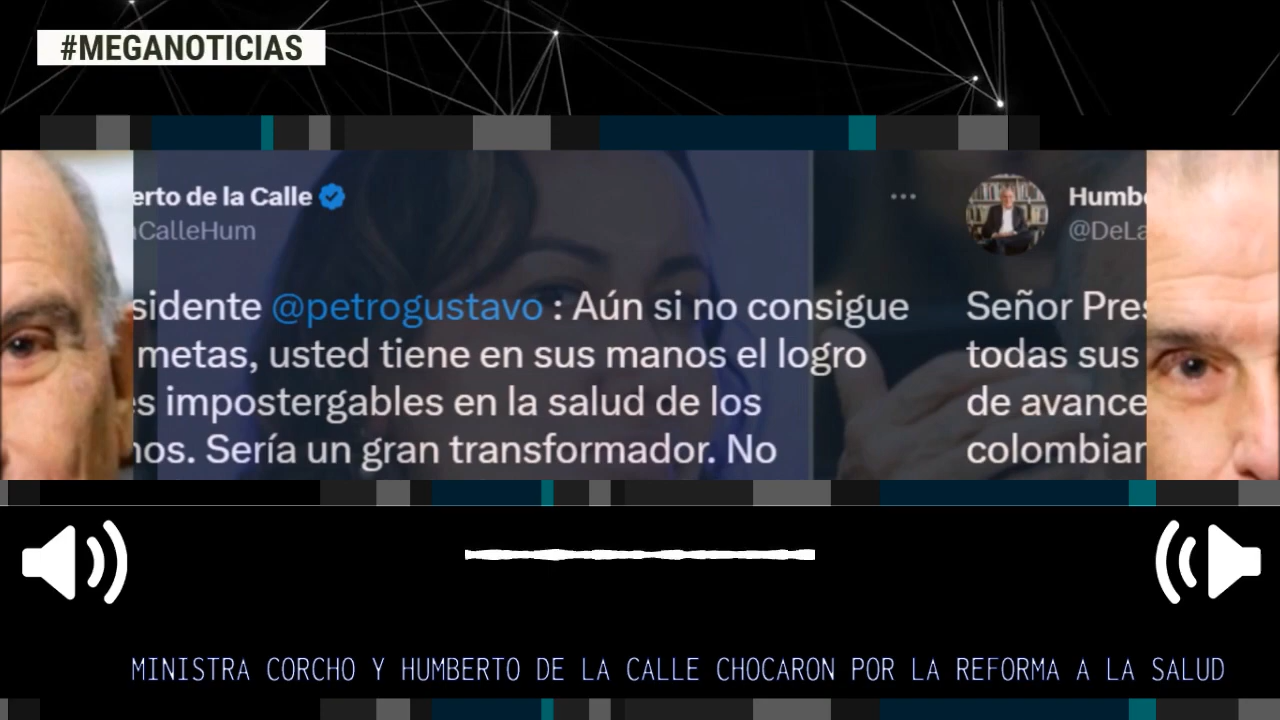 #MEGANOTICIAS
erto de la Calle
CalleHum
sidente @petrogustavo : Aún si no consigue
metas, usted tiene en sus manos el logro
s impostergables en la salud de los
os. Sería un gran transformador. No
Humbe
@DeLa
Señor Pres
todas sus
de avance
colombian
MINISTRA CORCHO Y HUMBERTO DE LA CALLE CHOCARON POR LA REFORMA A LA SALUD